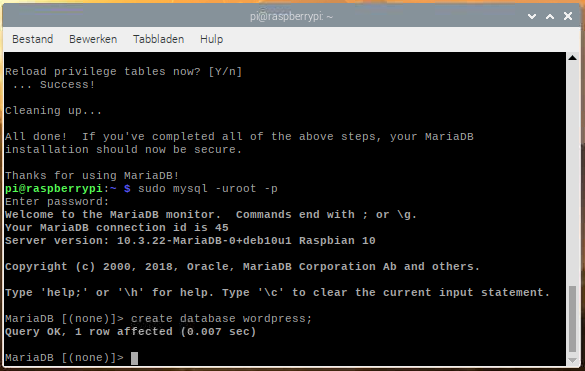 pi@raspberrypi: ~
Bestand Bewerken Tabbladen Hulp
Reload privilege tables now? [Y/n]
 ... Success!
Cleaning up...
All done!  If you've completed all of the above steps, your MariaDB
installation should now be secure.
Thanks for using MariaDB!
pi@raspberrypi:~ $ sudo mysql -uroot -p
Enter password:
Welcome to the MariaDB monitor.  Commands end with ; or \g.
Your MariaDB connection id is 45
Server version: 10.3.22-MariaDB-0+deb10u1 Raspbian 10
Copyright (c) 2000, 2018, Oracle, MariaDB Corporation Ab and others.
Type 'help;' or '\h' for help. Type '\c' to clear the current input statement.
MariaDB [(none)]> create database wordpress;
Query OK, 1 row affected (0.007 sec)
MariaDB [(none)]>